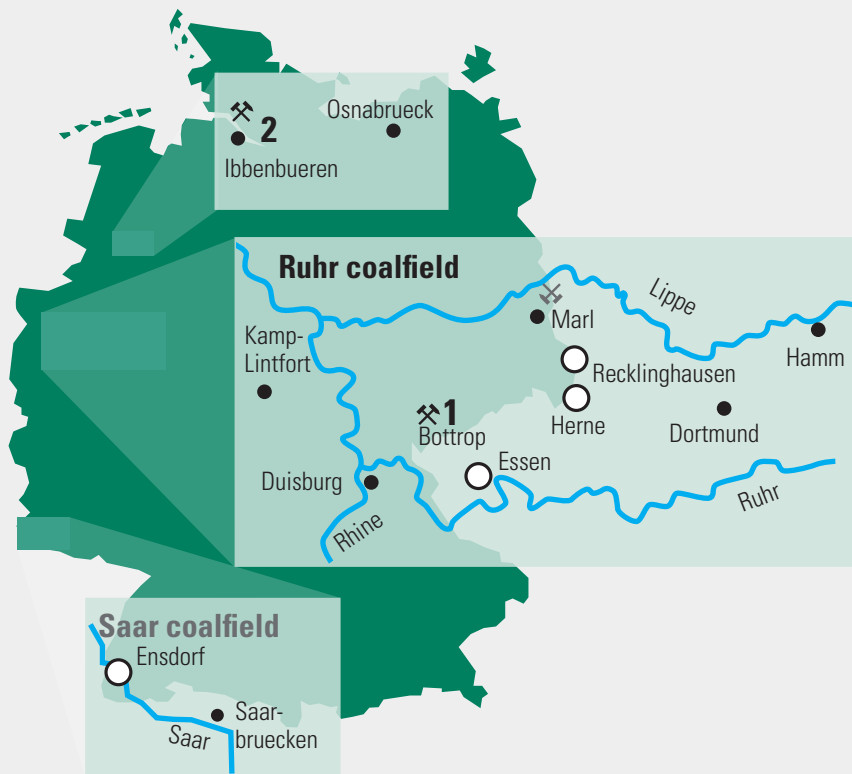 Osnabrueck
2
Ibbenbueren
Ruhr coalfield
Lippe
Marl
Kamp-
Lintfort
Hamm
Recklinghausen
1
Herne
Dortmund
Bottrop
Essen
Duisburg
Ruhr
Rhine
Saar coalfield
Ensdorf
Saar-
bruecken
Saar